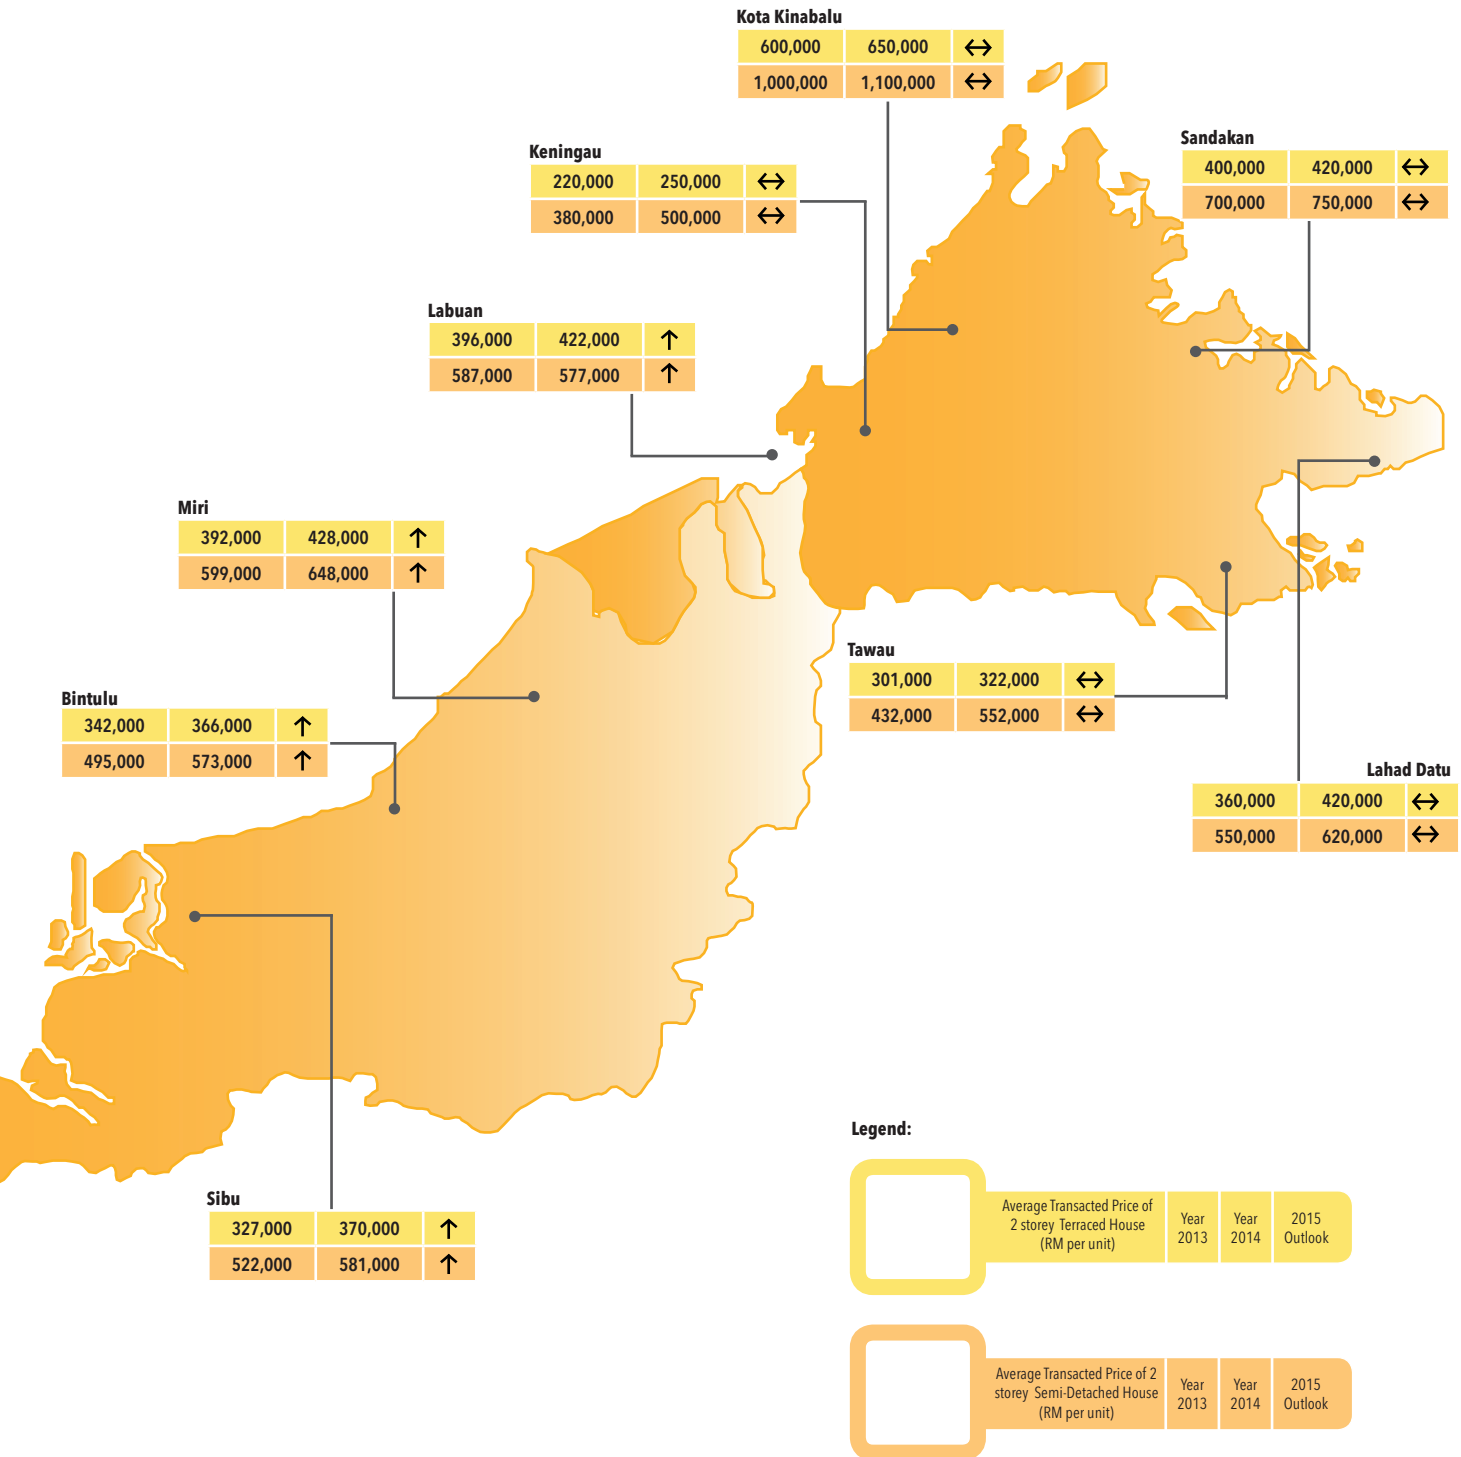 Kota Kinabalu
600,000 650,000 ↔
1,000,000 1,100,000 ↔
Sandakan
400,000 420,000 ↔
700,000 750,000 ↔
Keningau
220,000 250,000 ↔
380,000 500,000 ↔
Labuan
396,000 422,000 ↑
587,000 577,000 ↑
Miri
392,000 428,000 ↑
599,000 648,000 ↑
Tawau
301,000 322,000 ↔
432,000 552,000 ↔
Bintulu
342,000 366,000 ↑
495,000 573,000 ↑
Lahad Datu
360,000 420,000 ↔
550,000 620,000 ↔
Sibu
327,000 370,000 ↑
522,000 581,000 ↑
Legend:
Average Transacted Price of
2 storey Terraced House
(RM per unit)
Year
2013
Year
2014
2015
Outlook
Average Transacted Price of 2
storey Semi-Detached House
(RM per unit)
Year
2013
Year
2014
2015
Outlook